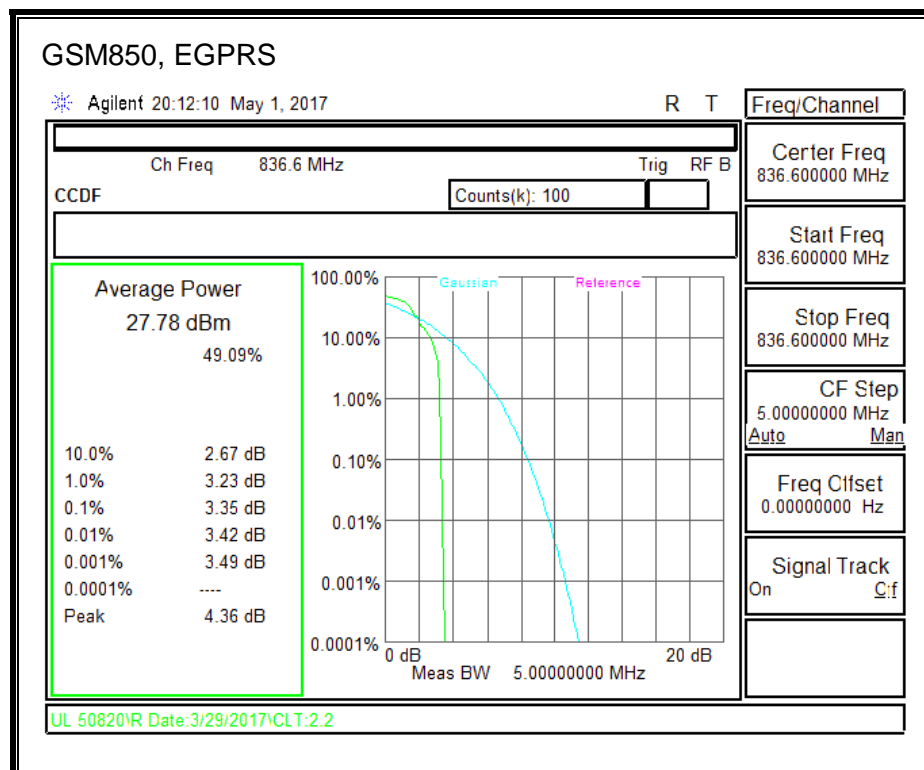 GSM850, EGPRS
Agilent 20:12:10 May 1, 2017 R T
Freq/Channel
Ch Freq 836.6 MHz Trig RF B
CCDF Counts(k): 100
Average Power
27.78 dBm
49.09%
10.0% 2.67 dB
1.0% 3.23 dB
0.1% 3.35 dB
0.01% 3.42 dB
0.001% 3.49 dB
0.0001% ----
Peak 4.36 dB
Gaussian Reference
100.00%
10.00%
1.00%
0.10%
0.01%
0.001%
0.0001%
0 dB 20 dB
Meas BW 5.00000000 MHz
Center Freq
836.600000 MHz
Start Freq
836.600000 MHz
Stop Freq
836.600000 MHz
CF Step
5.00000000 MHz
Auto Man
Freq Offset
0.00000000 Hz
Signal Track
On Off
UL 50820\R Date:3/29/2017\CLT:2.2